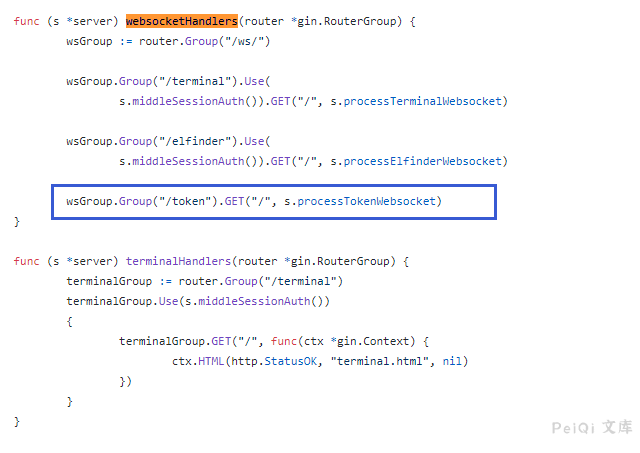 func (s *server) websocketHandlers(router *gin.RouterGroup) {
        wsGroup := router.Group("/ws/")

        wsGroup.Group("/terminal").Use(
                s.middleSessionAuth()).GET("/", s.processTerminalWebsocket)

        wsGroup.Group("/elfinder").Use(
                s.middleSessionAuth()).GET("/", s.processElfinderWebsocket)

        wsGroup.Group("/token").GET("/", s.processTokenWebsocket)
}

func (s *server) terminalHandlers(router *gin.RouterGroup) {
        terminalGroup := router.Group("/terminal")
        terminalGroup.Use(s.middleSessionAuth())
        {
                terminalGroup.GET("/", func(ctx *gin.Context) {
                        ctx.HTML(http.StatusOK, "terminal.html", nil)
                })
        }
}
PeiQi 文库